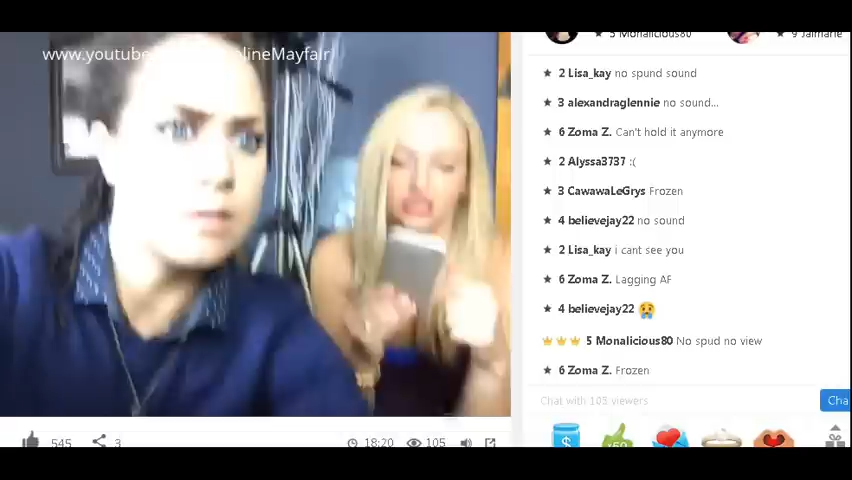 www.youtube
lineMayfair
5 Monalicious80
9 Jaimarie
2 Lisa_kay no spund sound
3 alexandraglennie no sound...
6 Zoma Z. Can't hold it anymore
2 Alyssa3737 :(
3 CawawaLeGrys Frozen
4 believejay22 no sound
2 Lisa_kay i cant see you
6 Zoma Z. Lagging AF
4 believejay22 😢
5 Monalicious80 No spud no view
6 Zoma Z. Frozen
Chat with 103 viewers
Cha
545
3
18:20
105
x50